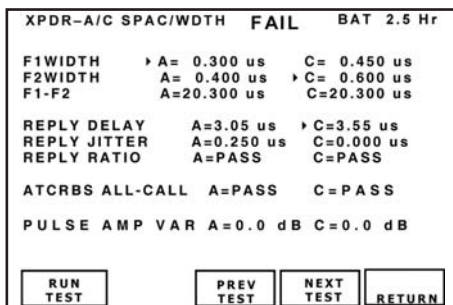 XPDR–A/C SPAC/WDTH FAIL BAT 2.5 Hr
F1WIDTH ▸A= 0.300 us C= 0.450 us
F2WIDTH A= 0.400 us ▸C= 0.600 us
F1-F2 A=20.300 us C=20.300 us
REPLY DELAY A=3.05 us ▸C=3.55 us
REPLY JITTER A=0.250 us C=0.000 us
REPLY RATIO A=PASS C=PASS
ATCRBS ALL-CALL A=PASS C=PASS
PULSE AMP VAR A=0.0 dB C=0.0 dB
RUN TEST
PREV TEST
NEXT TEST
RETURN